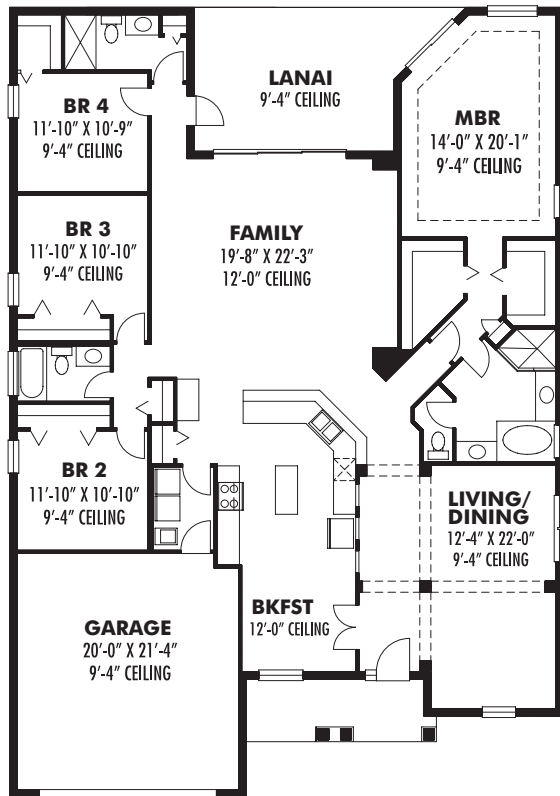 LANAI
9'-4" CEILING
BR 4
11'-10" X 10'-9"
9'-4" CEILING
MBR
14'-0" X 20'-1"
9'-4" CEILING
BR 3
11'-10" X 10'-10"
9'-4" CEILING
FAMILY
19'-8" X 22'-3"
12'-0" CEILING
BR 2
11'-10" X 10'-10"
9'-4" CEILING
LIVING/
DINING
12'-4" X 22'-0"
9'-4" CEILING
BKFST
12'-0" CEILING
GARAGE
20'-0" X 21'-4"
9'-4" CEILING